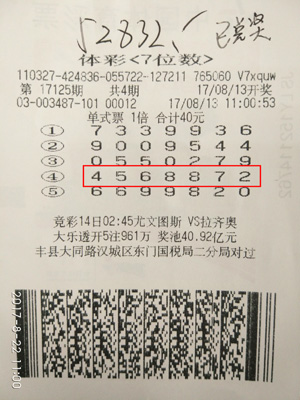 52832 已兑奖
体彩<7位数>
110327-424836-055722-127211 765060 V7xquw
第 17125期 共4期 17/08/13开奖
03-003487-101 00012 17/08/13 11:00:53
单式票 1倍 合计40元
① 7 3 3 9 9 3 6
② 9 0 0 9 5 4 4
③ 0 5 5 0 2 7 9
④ 4 5 6 8 8 7 2
⑤ 6 6 9 9 8 2 0
竞彩14日02:45尤文图斯 VS拉齐奥
大乐透开5注961万 奖池40.92亿元
丰县大同路汉城区东门国税局二分局对过
2017-8-22 11:00